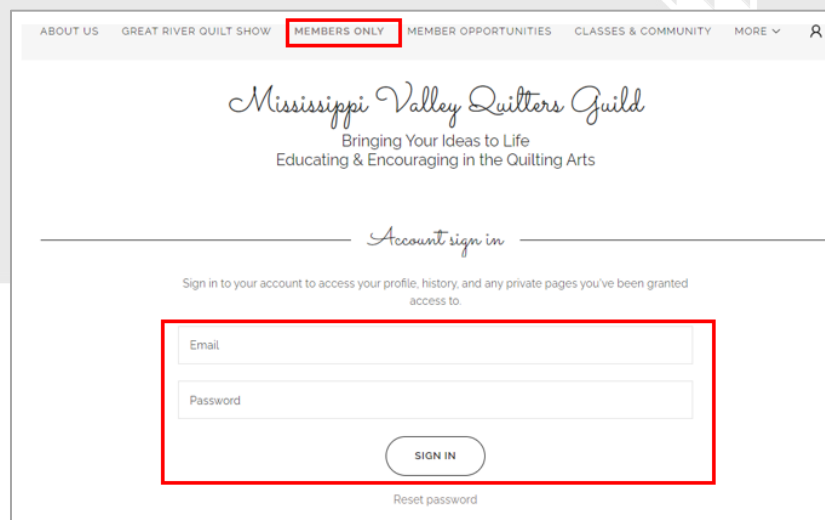 ABOUT US GREAT RIVER QUILT SHOW MEMBERS ONLY MEMBER OPPORTUNITIES CLASSES & COMMUNITY MORE
Mississippi Valley Quilters Guild
Bringing Your Ideas to Life
Educating & Encouraging in the Quilting Arts
Account sign in
Sign in to your account to access your profile, history, and any private pages you've been granted
access to.
Email
Password
SIGN IN
Reset password